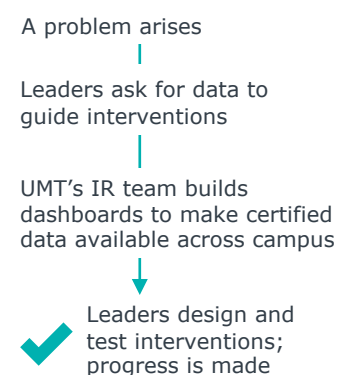 A problem arises
Leaders ask for data to
guide interventions
UMT’s IR team builds
dashboards to make certified
data available across campus
Leaders design and
test interventions;
progress is made